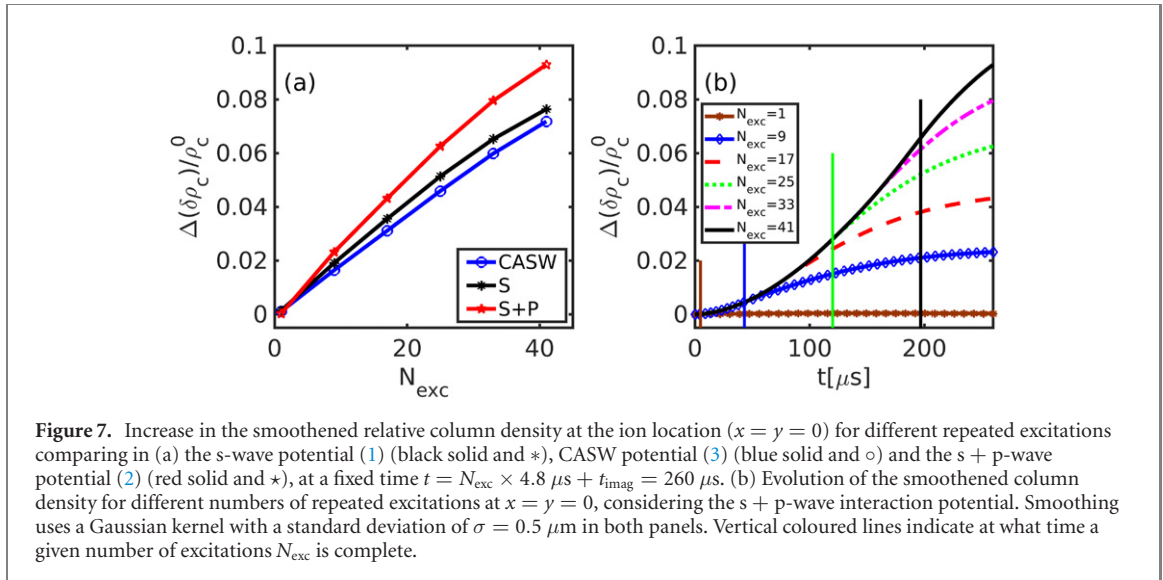 0.1
0.08
0.06
0.04
0.02
0
Δ(δρ_c)/ρ_c^0
(a)
CASW
S
S+P
0 20 40
N_exc
0.1
0.08
0.06
0.04
0.02
0
Δ(δρ_c)/ρ_c^0
(b)
N_exc=1
N_exc=9
N_exc=17
N_exc=25
N_exc=33
N_exc=41
0 100 200
t[μs]
Figure 7. Increase in the smoothened relative column density at the ion location (x = y = 0) for different repeated excitations
comparing in (a) the s-wave potential (1) (black solid and ∗), CASW potential (3) (blue solid and ○) and the s + p-wave
potential (2) (red solid and ⋆), at a fixed time t = N_exc × 4.8 μs + t_imag = 260 μs. (b) Evolution of the smoothened column
density for different numbers of repeated excitations at x = y = 0, considering the s + p-wave interaction potential. Smoothing
uses a Gaussian kernel with a standard deviation of σ = 0.5 μm in both panels. Vertical coloured lines indicate at what time a
given number of excitations N_exc is complete.